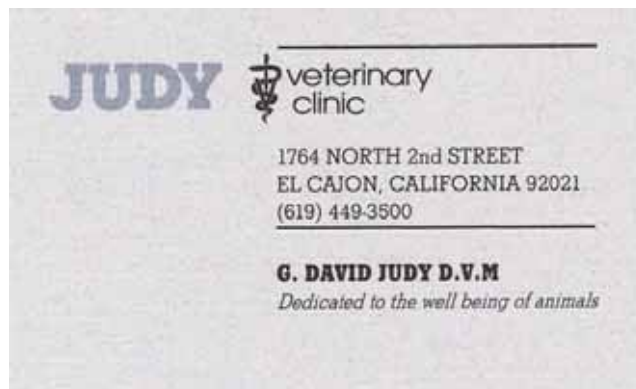 JUDY veterinary
clinic
1764 NORTH 2nd STREET
EL CAJON, CALIFORNIA 92021
(619) 449-3500
G. DAVID JUDY D.V.M
Dedicated to the well being of animals